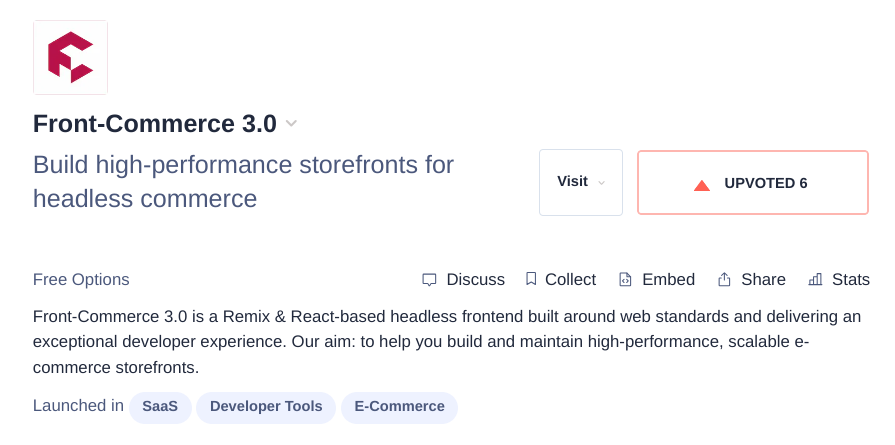 Front-Commerce 3.0
Build high-performance storefronts for
headless commerce
Visit
UPVOTED 6
Free Options
Discuss
Collect
Embed
Share
Stats
Front-Commerce 3.0 is a Remix & React-based headless frontend built around web standards and delivering an
exceptional developer experience. Our aim: to help you build and maintain high-performance, scalable e-
commerce storefronts.
Launched in SaaS Developer Tools E-Commerce